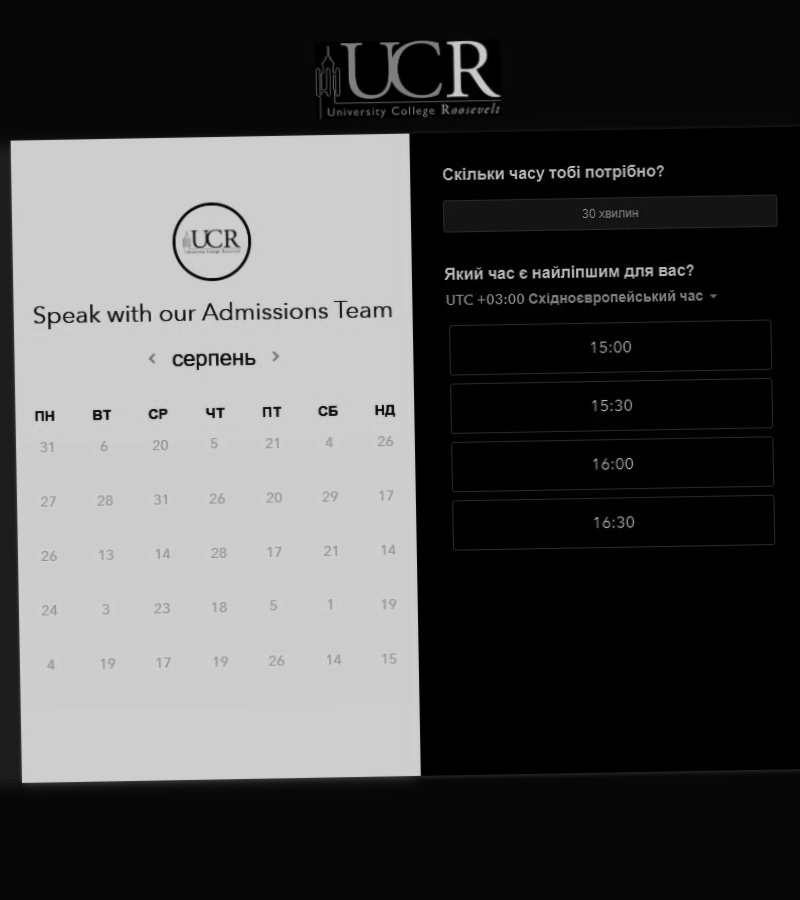 UCR
University College Roosevelt
UCR
Speak with our Admissions Team
серпень
ПН ВТ СР ЧТ ПТ СБ НД
31 6 20 5 21 4 26
27 28 31 26 20 29 17
26 13 14 28 17 21 14
24 3 23 18 5 1 19
4 19 17 19 26 14 15
Скільки часу тобі потрібно?
30 хвилин
Який час є найліпшим для вас?
UTC +03:00 Східноєвропейський час
15:00
15:30
16:00
16:30